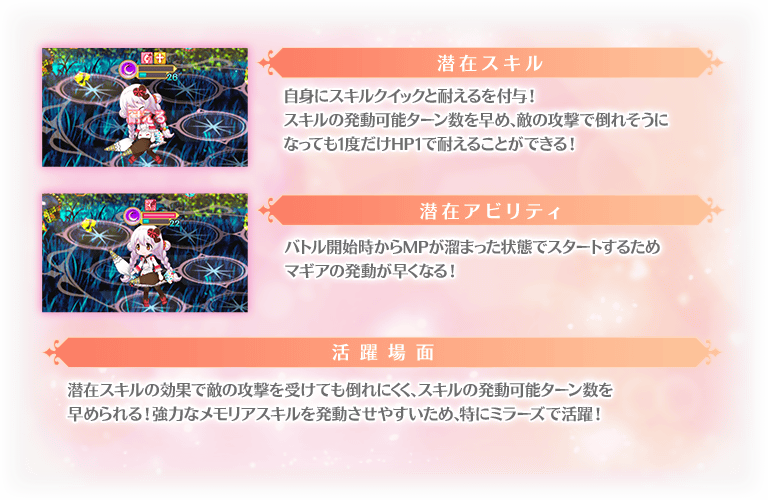 潜在スキル
自身にスキルクイックと耐えるを付与！
スキルの発動可能ターン数を早め、敵の攻撃で倒れそうに
なっても1度だけHP1で耐えることができる！
26
耐える
潜在アビリティ
バトル開始時からMPが溜まった状態でスタートするため
マギアの発動が早くなる！
22
活躍場面
潜在スキルの効果で敵の攻撃を受けても倒れにくく、スキルの発動可能ターン数を
早められる！強力なメモリアスキルを発動させやすいため、特にミラーズで活躍！